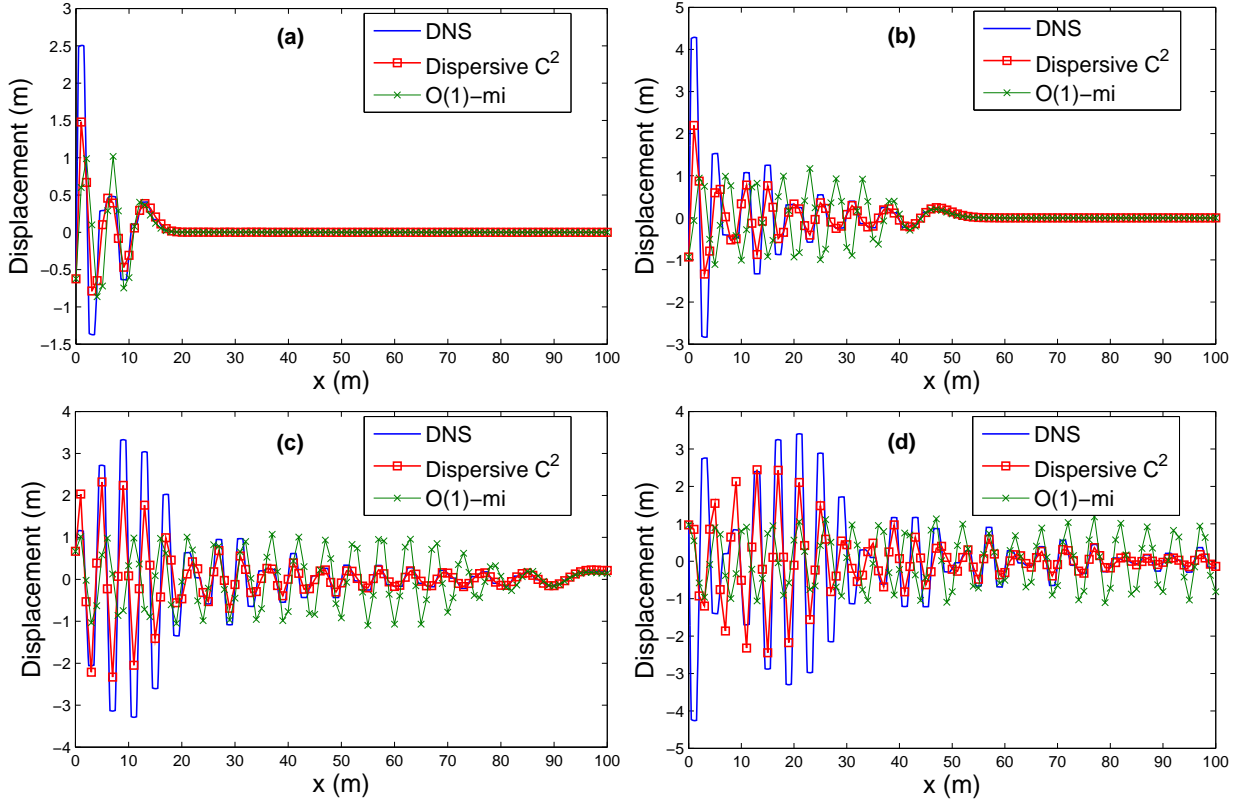 3
2.5
2
1.5
1
0.5
0
−0.5
−1
−1.5
0 10 20 30 40 50 60 70 80 90 100
Displacement (m)
x (m)
(a)
DNS
Dispersive C²
O(1)−mi
5
4
3
2
1
0
−1
−2
−3
0 10 20 30 40 50 60 70 80 90 100
Displacement (m)
x (m)
(b)
DNS
Dispersive C²
O(1)−mi
4
3
2
1
0
−1
−2
−3
−4
0 10 20 30 40 50 60 70 80 90 100
Displacement (m)
x (m)
(c)
DNS
Dispersive C²
O(1)−mi
4
3
2
1
0
−1
−2
−3
−4
−5
0 10 20 30 40 50 60 70 80 90 100
Displacement (m)
x (m)
(d)
DNS
Dispersive C²
O(1)−mi